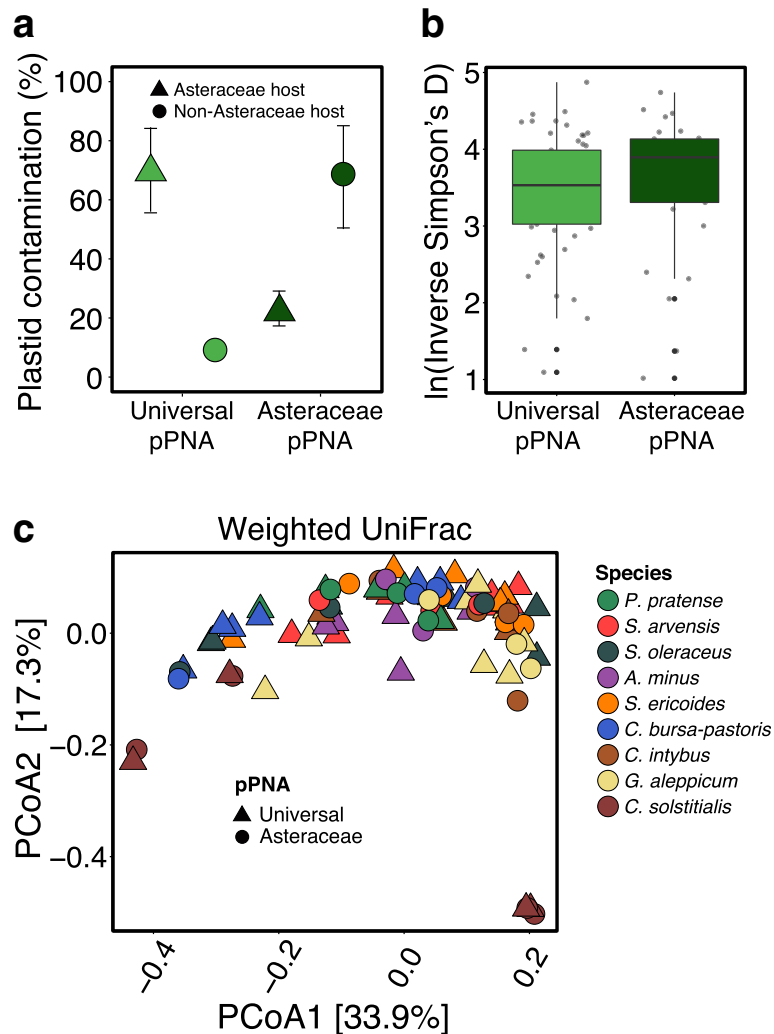 a
Plastid contamination (%)
100
80
60
40
20
0
Asteraceae host
Non-Asteraceae host
Universal
pPNA
Asteraceae
pPNA
b
ln(Inverse Simpson's D)
5
4
3
2
1
Universal
pPNA
Asteraceae
pPNA
c
Weighted UniFrac
PCoA2 [17.3%]
0.0
−0.2
−0.4
pPNA
Universal
Asteraceae
−0.4
−0.2
0.0
0.2
PCoA1 [33.9%]
Species
P. pratense
S. arvensis
S. oleraceus
A. minus
S. ericoides
C. bursa-pastoris
C. intybus
G. aleppicum
C. solstitialis